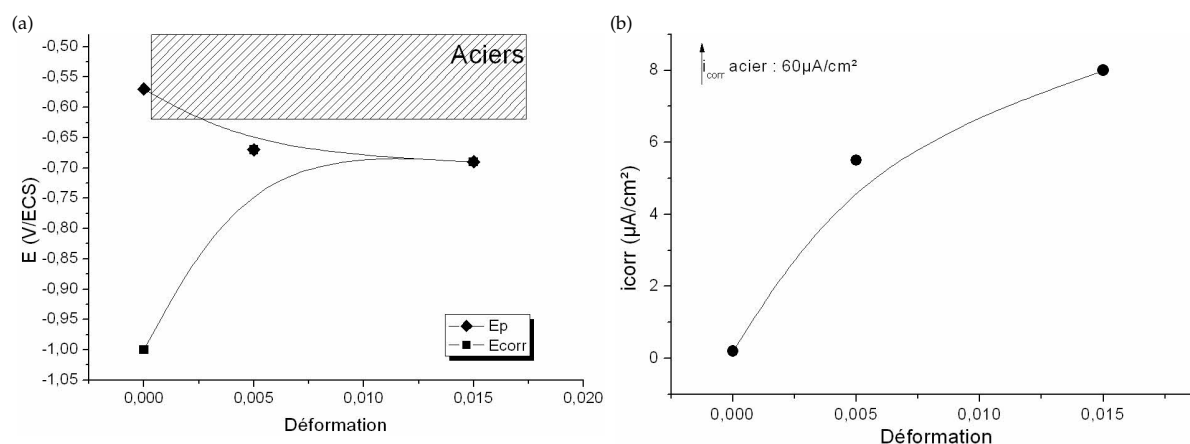 (a)
-0,50
-0,55
-0,60
-0,65
-0,70
-0,75
-0,80
-0,85
-0,90
-0,95
-1,00
-1,05
E (V/ECS)
Aciers
Ep
Ecorr
0,000
0,005
0,010
0,015
0,020
Déformation
(b)
8
6
4
2
0
icorr (µA/cm²)
icorr acier : 60µA/cm²
0,000
0,005
0,010
0,015
Déformation